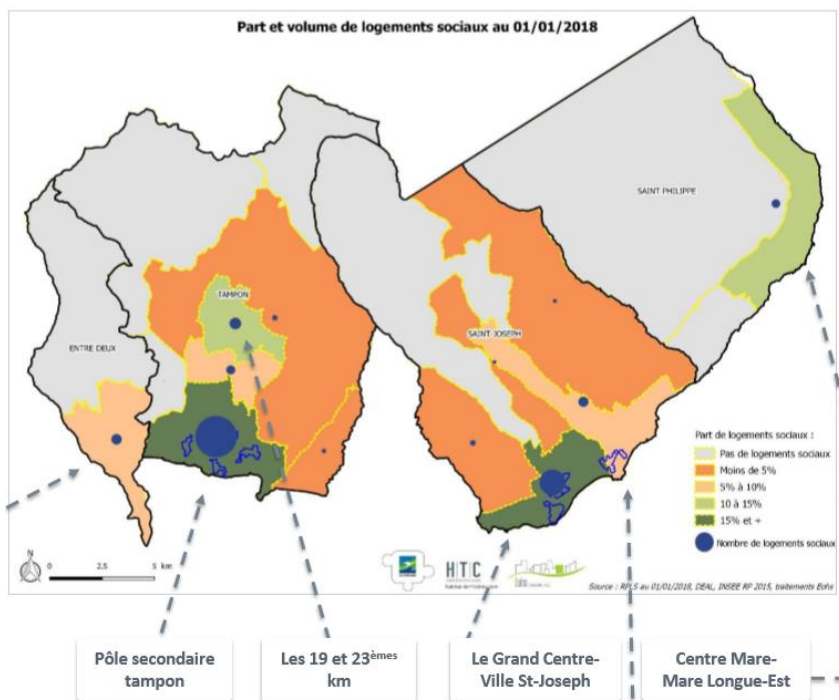 Part et volume de logements sociaux au 01/01/2018
SAINT PHILIPPE
TAMPON
SAINT JOSEPH
ENTRE DEUX
Part de logements sociaux :
Pas de logements sociaux
Moins de 5%
5% à 10%
10 à 15%
15% et +
Nombre de logements sociaux
N
0 2.5 5 km
HTC
Source : RPLS au 01/01/2018, DEAL, INSEE RP 2015, traitements Eohs
Pôle secondaire
tampon
Les 19 et 23èmes
km
Le Grand Centre-
Ville St-Joseph
Centre Mare-
Mare Longue-Est